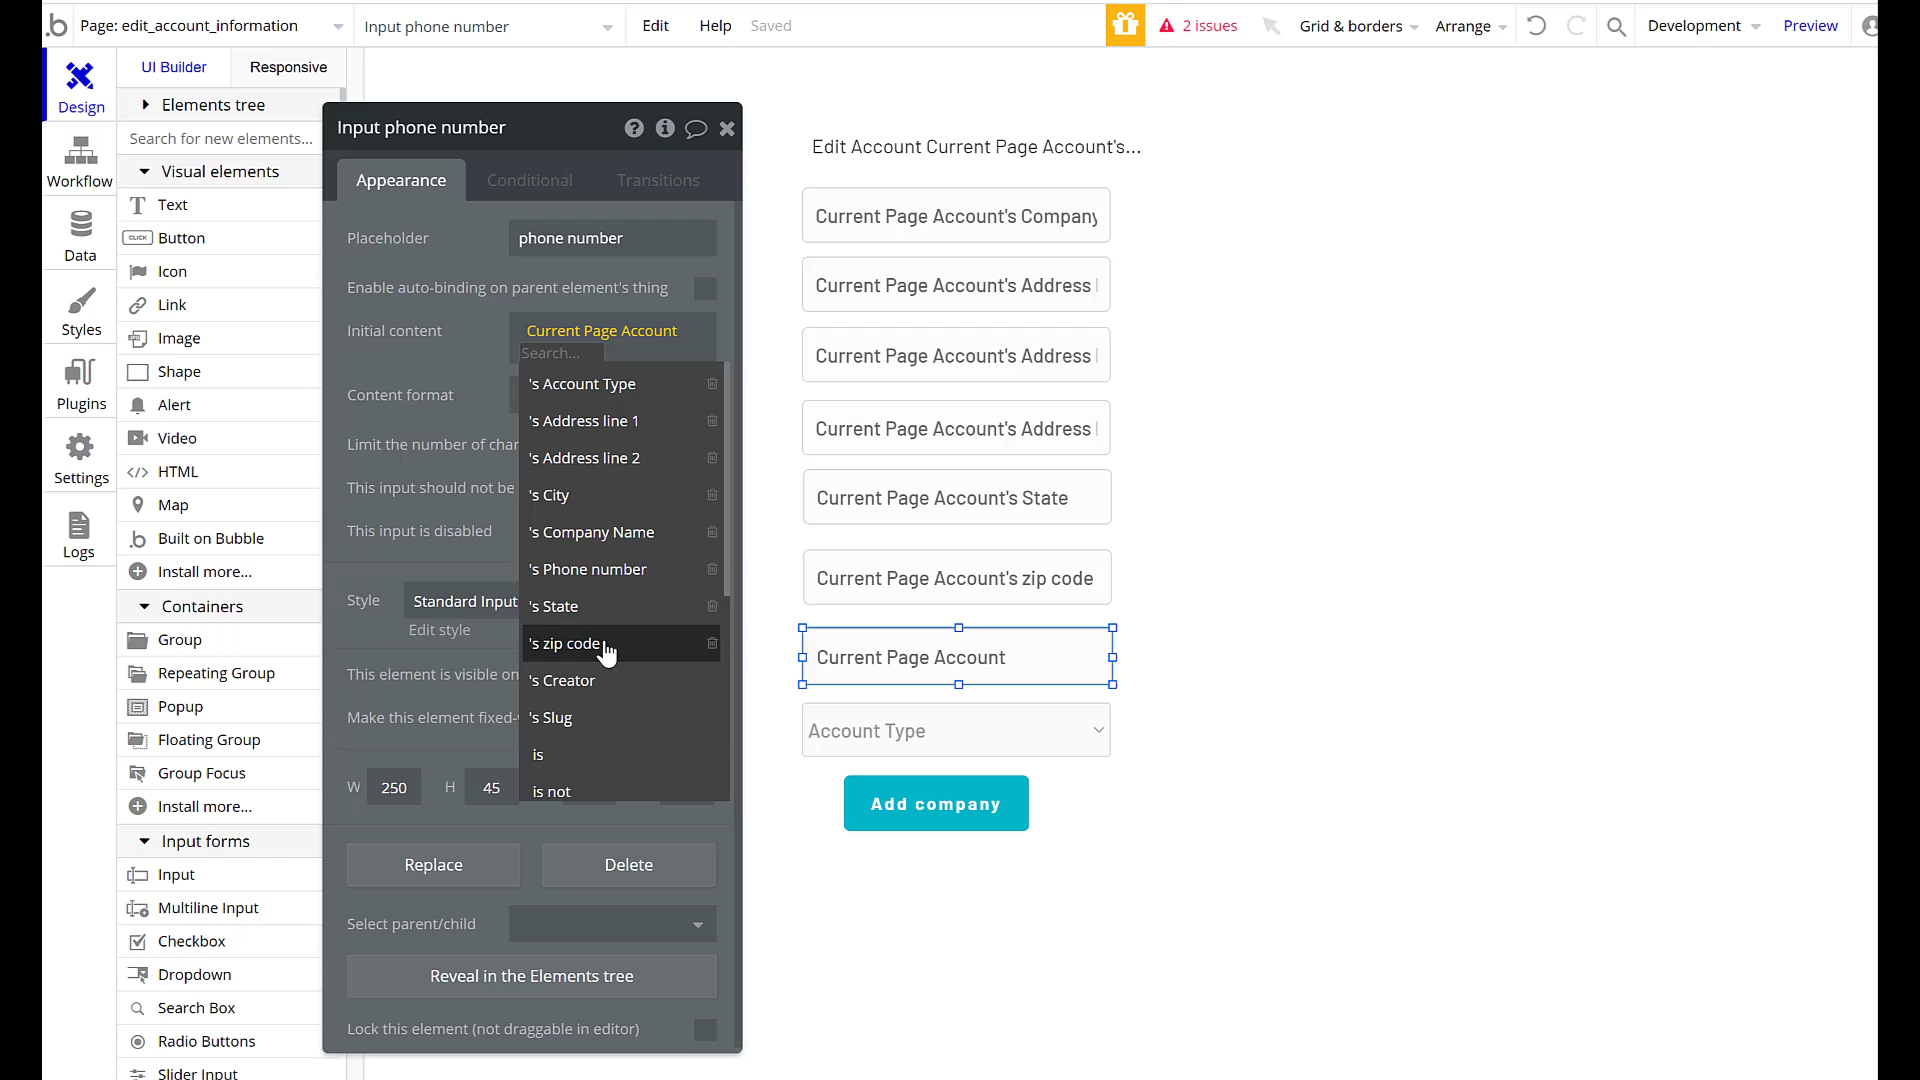 b Page: edit_account_information Input phone number Edit Help Saved 2 issues Grid & borders Arrange Development Preview
UI Builder Responsive
Design
Workflow
Data
Styles
Plugins
Settings
Logs
Elements tree
Search for new elements...
Visual elements
Text
CLICK Button
Icon
Link
Image
Shape
Alert
Video
</> HTML
Map
b Built on Bubble
Install more...
Containers
Group
Repeating Group
Popup
Floating Group
Group Focus
Install more...
Input forms
Input
Multiline Input
Checkbox
Dropdown
Search Box
Radio Buttons
Slider Input
Input phone number
Appearance Conditional Transitions
Placeholder phone number
Enable auto-binding on parent element's thing
Initial content Current Page Account
Search...
Content format
Limit the number of char
This input should not be
This input is disabled
Style Standard Input
Edit style
This element is visible on
Make this element fixed-
W 250 H 45
's Account Type
's Address line 1
's Address line 2
's City
's Company Name
's Phone number
's State
's zip code
's Creator
's Slug
is
is not
Replace Delete
Select parent/child
Reveal in the Elements tree
Lock this element (not draggable in editor)
Edit Account Current Page Account's...
Current Page Account's Company
Current Page Account's Address
Current Page Account's Address
Current Page Account's Address
Current Page Account's State
Current Page Account's zip code
Current Page Account
Account Type
Add company